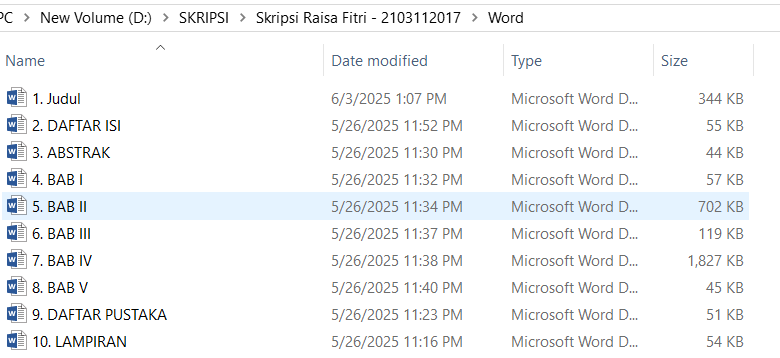 PC > New Volume (D:) > SKRIPSI > Skripsi Raisa Fitri - 2103112017 > Word
Name Date modified Type Size
1. Judul 6/3/2025 1:07 PM Microsoft Word D... 344 KB
2. DAFTAR ISI 5/26/2025 11:52 PM Microsoft Word D... 55 KB
3. ABSTRAK 5/26/2025 11:30 PM Microsoft Word D... 44 KB
4. BAB I 5/26/2025 11:32 PM Microsoft Word D... 57 KB
5. BAB II 5/26/2025 11:34 PM Microsoft Word D... 702 KB
6. BAB III 5/26/2025 11:37 PM Microsoft Word D... 119 KB
7. BAB IV 5/26/2025 11:38 PM Microsoft Word D... 1,827 KB
8. BAB V 5/26/2025 11:40 PM Microsoft Word D... 45 KB
9. DAFTAR PUSTAKA 5/26/2025 11:23 PM Microsoft Word D... 51 KB
10. LAMPIRAN 5/26/2025 11:16 PM Microsoft Word D... 54 KB